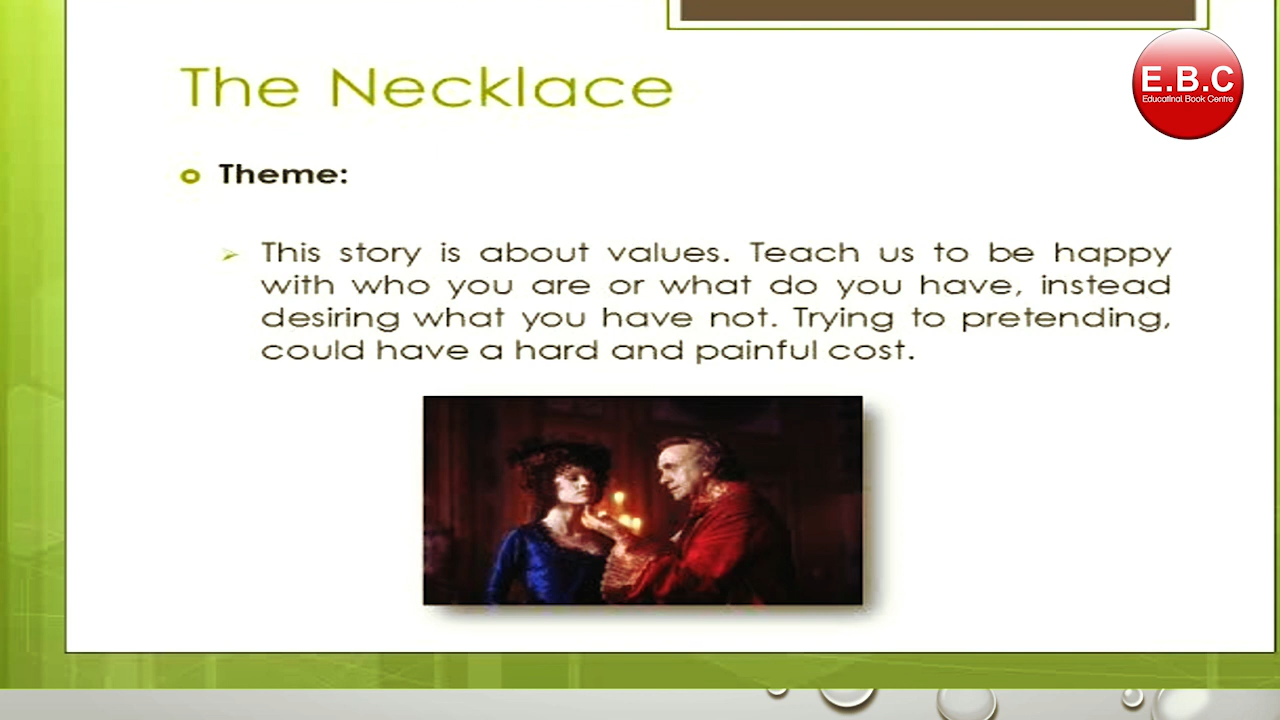 The Necklace
E.B.C
Educatinal Book Centre
Theme:
This story is about values. Teach us to be happy
with who you are or what do you have, instead
desiring what you have not. Trying to pretending,
could have a hard and painful cost.